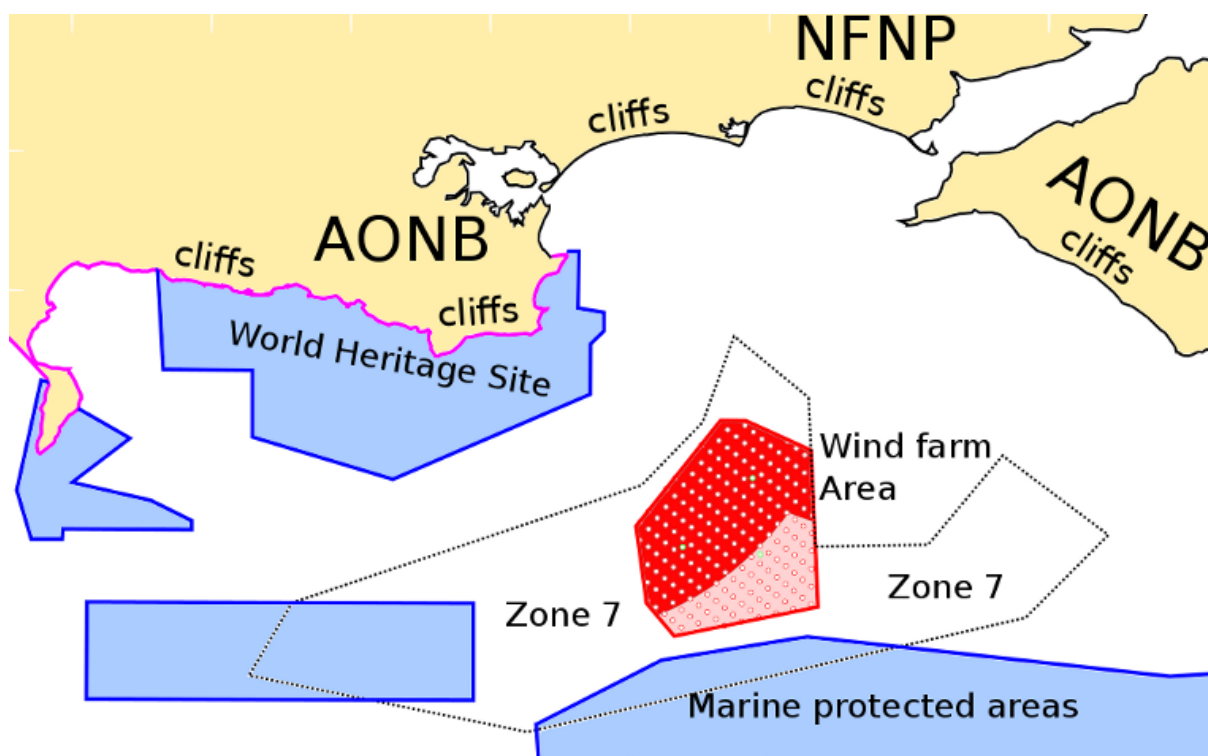 NFNP
cliffs
cliffs
AONB
cliffs
AONB
cliffs
cliffs
World Heritage Site
Wind farm
Area
Zone 7
Zone 7
Marine protected areas